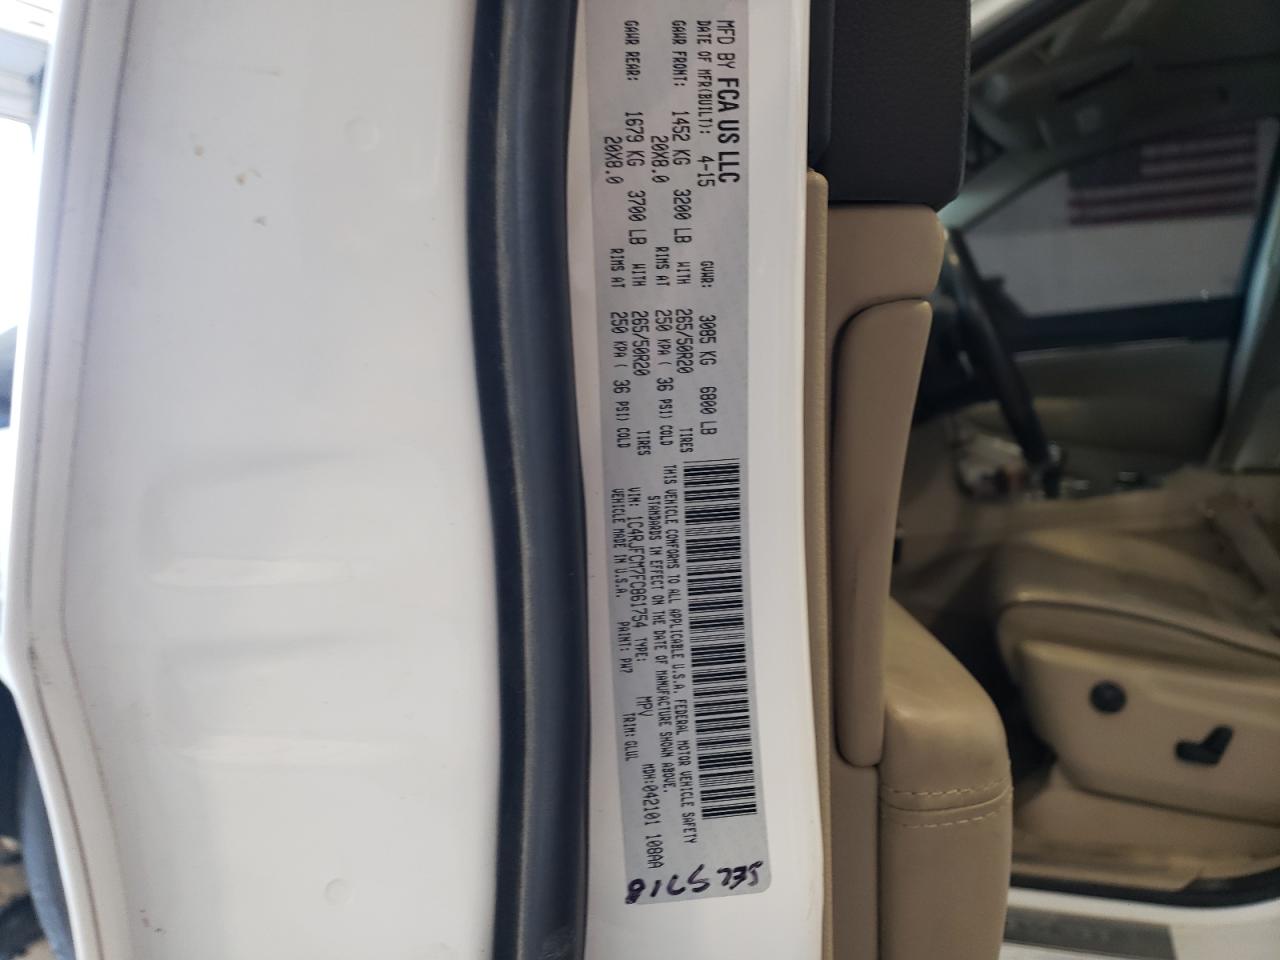 MFD BY FCA US LLC
DATE OF MFR(BUILT): 4-15 GVWR: 3085 KG 6800 LB
GAWR FRONT: 1452 KG 3200 LB WITH 265/50R20 TIRES
20X8.0 RIMS AT 250 KPA ( 36 PSI) COLD
GAWR REAR: 1679 KG 3700 LB WITH 265/50R20 TIRES
20X8.0 RIMS AT 250 KPA ( 36 PSI) COLD
THIS VEHICLE CONFORMS TO ALL APPLICABLE U.S.A. FEDERAL MOTOR VEHICLE SAFETY
STANDARDS IN EFFECT ON THE DATE OF MANUFACTURE SHOWN ABOVE.
VIN: 1C4RJFCM7FC861754 TYPE: MPV MDH:042101 108AA
VEHICLE MADE IN U.S.A. PAINT: PW7 TRIM: GLUL